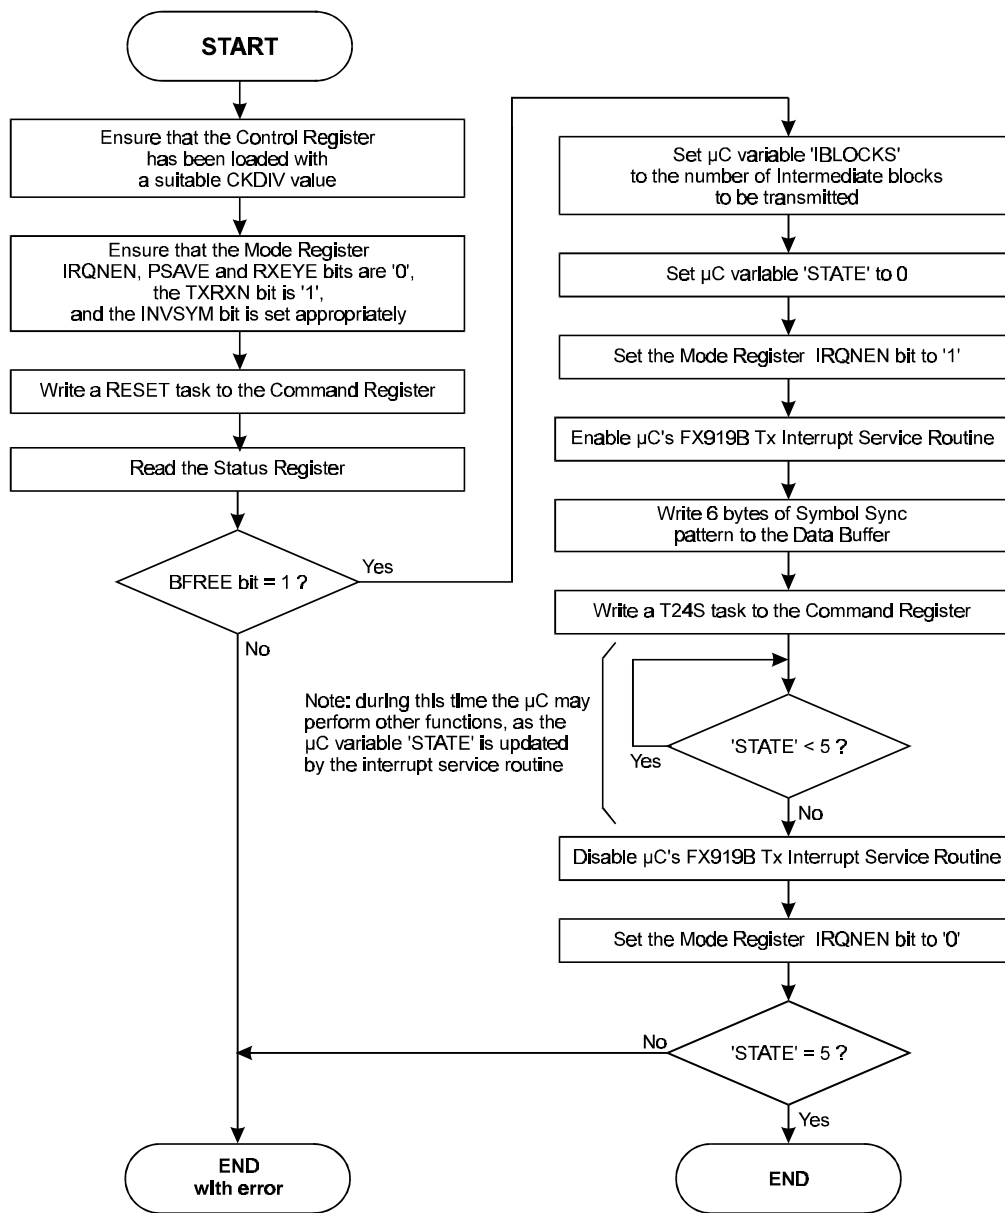 START
Ensure that the Control Register
has been loaded with
a suitable CKDIV value
Ensure that the Mode Register
IRQNEN, PSAVE and RXEYE bits are '0',
the TXRXN bit is '1',
and the INVSYM bit is set appropriately
Write a RESET task to the Command Register
Read the Status Register
BFREE bit = 1 ?
Yes
No
Set µC variable 'IBLOCKS'
to the number of Intermediate blocks
to be transmitted
Set µC variable 'STATE' to 0
Set the Mode Register IRQNEN bit to '1'
Enable µC's FX919B Tx Interrupt Service Routine
Write 6 bytes of Symbol Sync
pattern to the Data Buffer
Write a T24S task to the Command Register
Note: during this time the µC may
perform other functions, as the
µC variable 'STATE' is updated
by the interrupt service routine
'STATE' < 5 ?
Yes
No
Disable µC's FX919B Tx Interrupt Service Routine
Set the Mode Register IRQNEN bit to '0'
'STATE' = 5 ?
No
Yes
END
with error
END